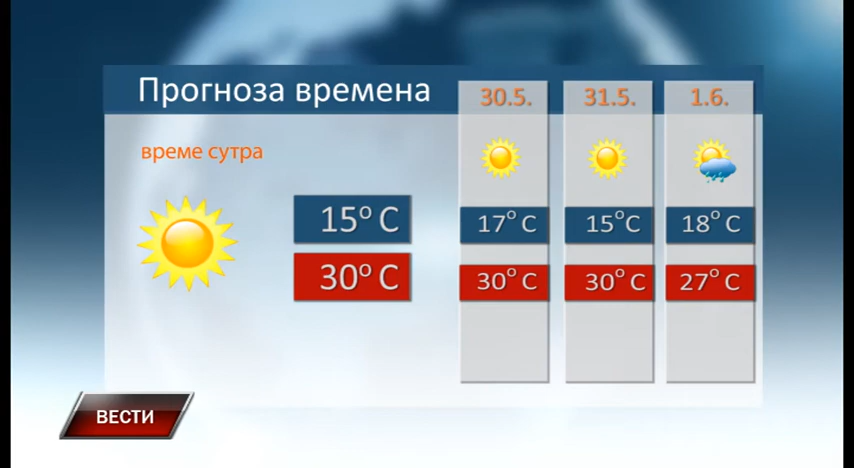 Прогноза времена
време сутра
15° C
30° C
30.5. 31.5. 1.6.
17° C 15°C 18° C
30° C 30° C 27° C
ВЕСТИ